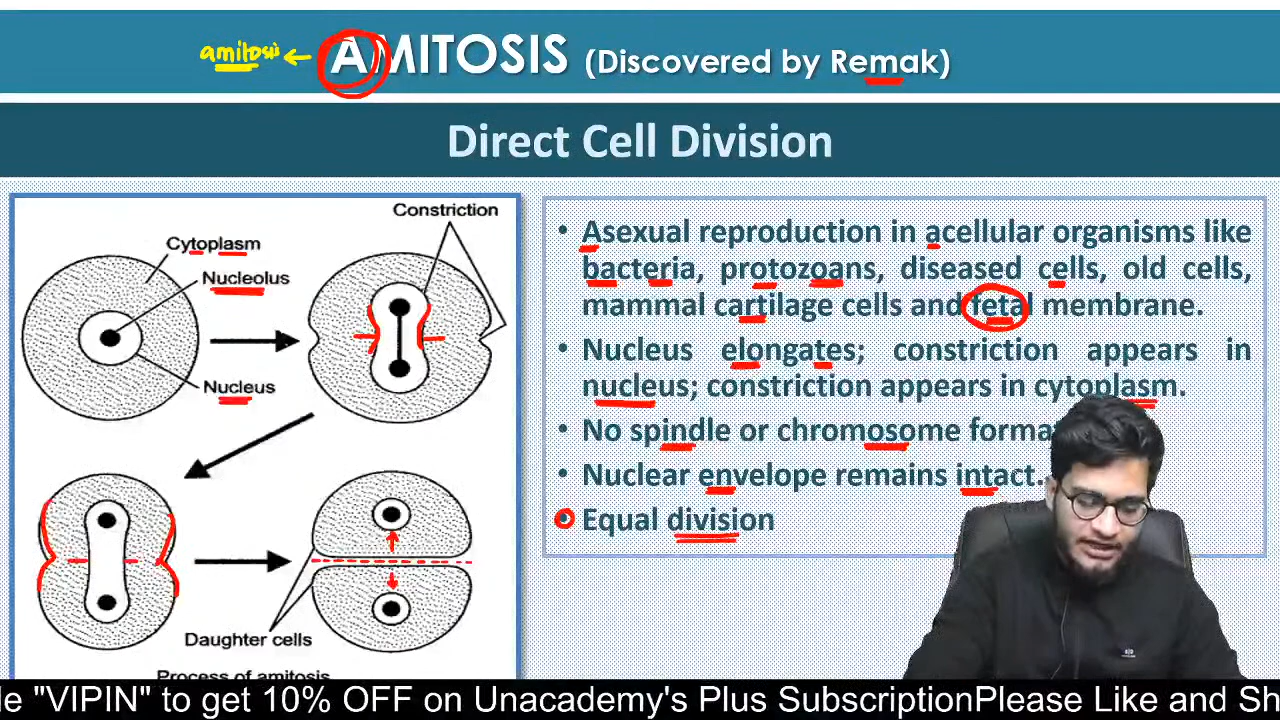 amitosis ← AMITOSIS (Discovered by Remak)
Direct Cell Division
Constriction
Cytoplasm
Nucleolus
Nucleus
Daughter cells
Process of amitosis
• Asexual reproduction in acellular organisms like
bacteria, protozoans, diseased cells, old cells,
mammal cartilage cells and fetal membrane.
• Nucleus elongates; constriction appears in
nucleus; constriction appears in cytoplasm.
• No spindle or chromosome forma
• Nuclear envelope remains intact.
• Equal division
le "VIPIN" to get 10% OFF on Unacademy's Plus SubscriptionPlease Like and Sh